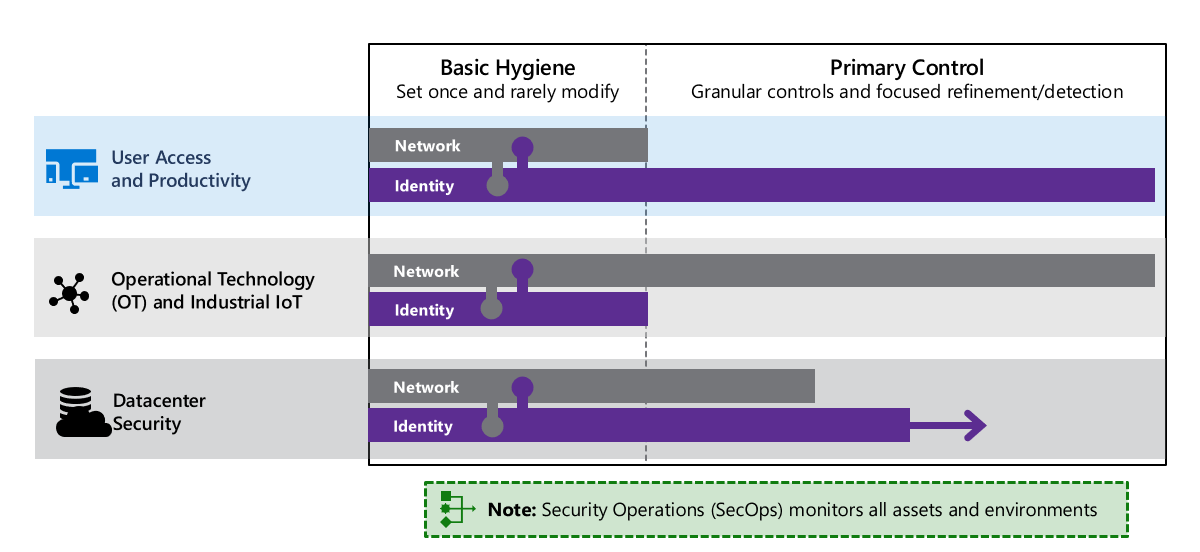 Basic Hygiene
Set once and rarely modify
Primary Control
Granular controls and focused refinement/detection
User Access
and Productivity
Network
Identity
Operational Technology
(OT) and Industrial IoT
Network
Identity
Datacenter
Security
Network
Identity
Note: Security Operations (SecOps) monitors all assets and environments